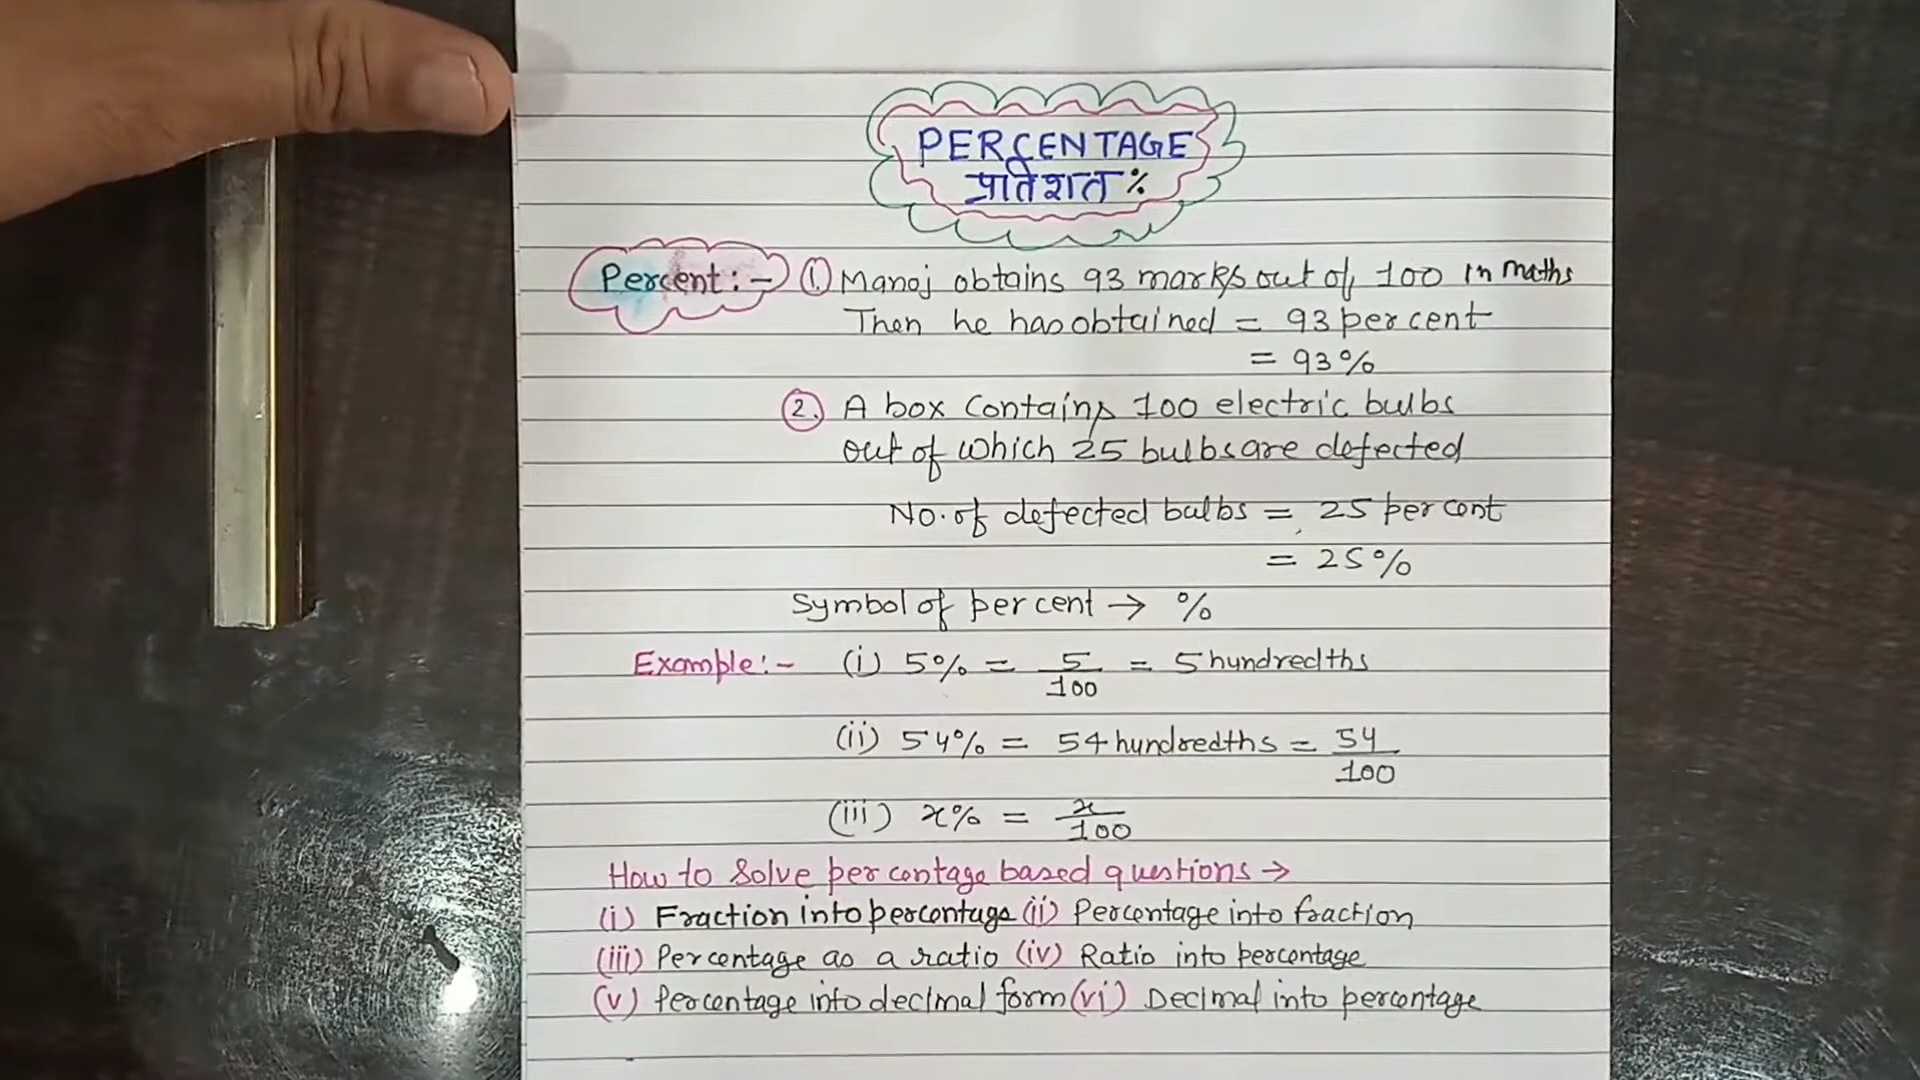 PERCENTAGE
प्रतिशत %
Percent:- 1. Manoj obtains 93 marks out of 100 in maths
Then he has obtained = 93 per cent
= 93%
2. A box contains 100 electric bulbs
out of which 25 bulbs are defected
No. of defected bulbs = 25 per cent
= 25%
Symbol of per cent → %
Example:- (i) 5% = 5/100 = 5 hundredths
(ii) 54% = 54 hundredths = 54/100
(iii) x% = x/100
How to Solve percentage based questions →
(i) Fraction into percentage (ii) Percentage into fraction
(iii) Percentage as a ratio (iv) Ratio into percentage
(v) Percentage into decimal form (vi) Decimal into percentage